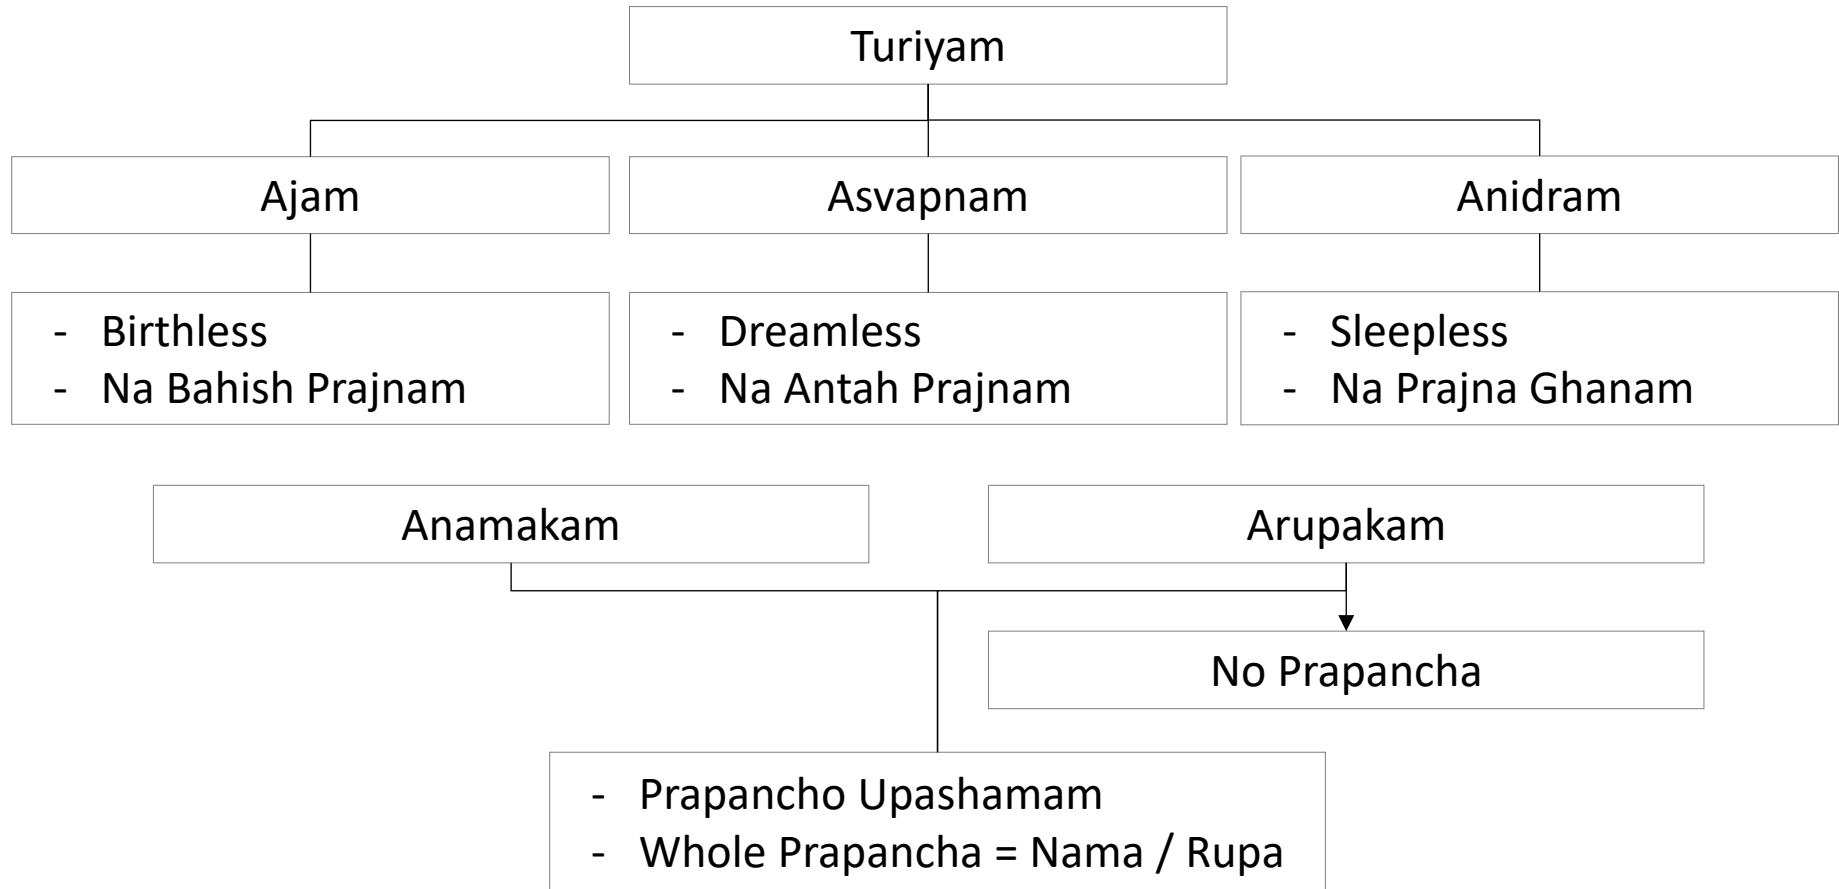 Turiyam
Ajam
Asvapnam
Anidram
- Birthless
- Na Bahish Prajnam
- Dreamless
- Na Antah Prajnam
- Sleepless
- Na Prajna Ghanam
Anamakam
Arupakam
No Prapancha
- Prapancho Upashamam
- Whole Prapancha = Nama / Rupa